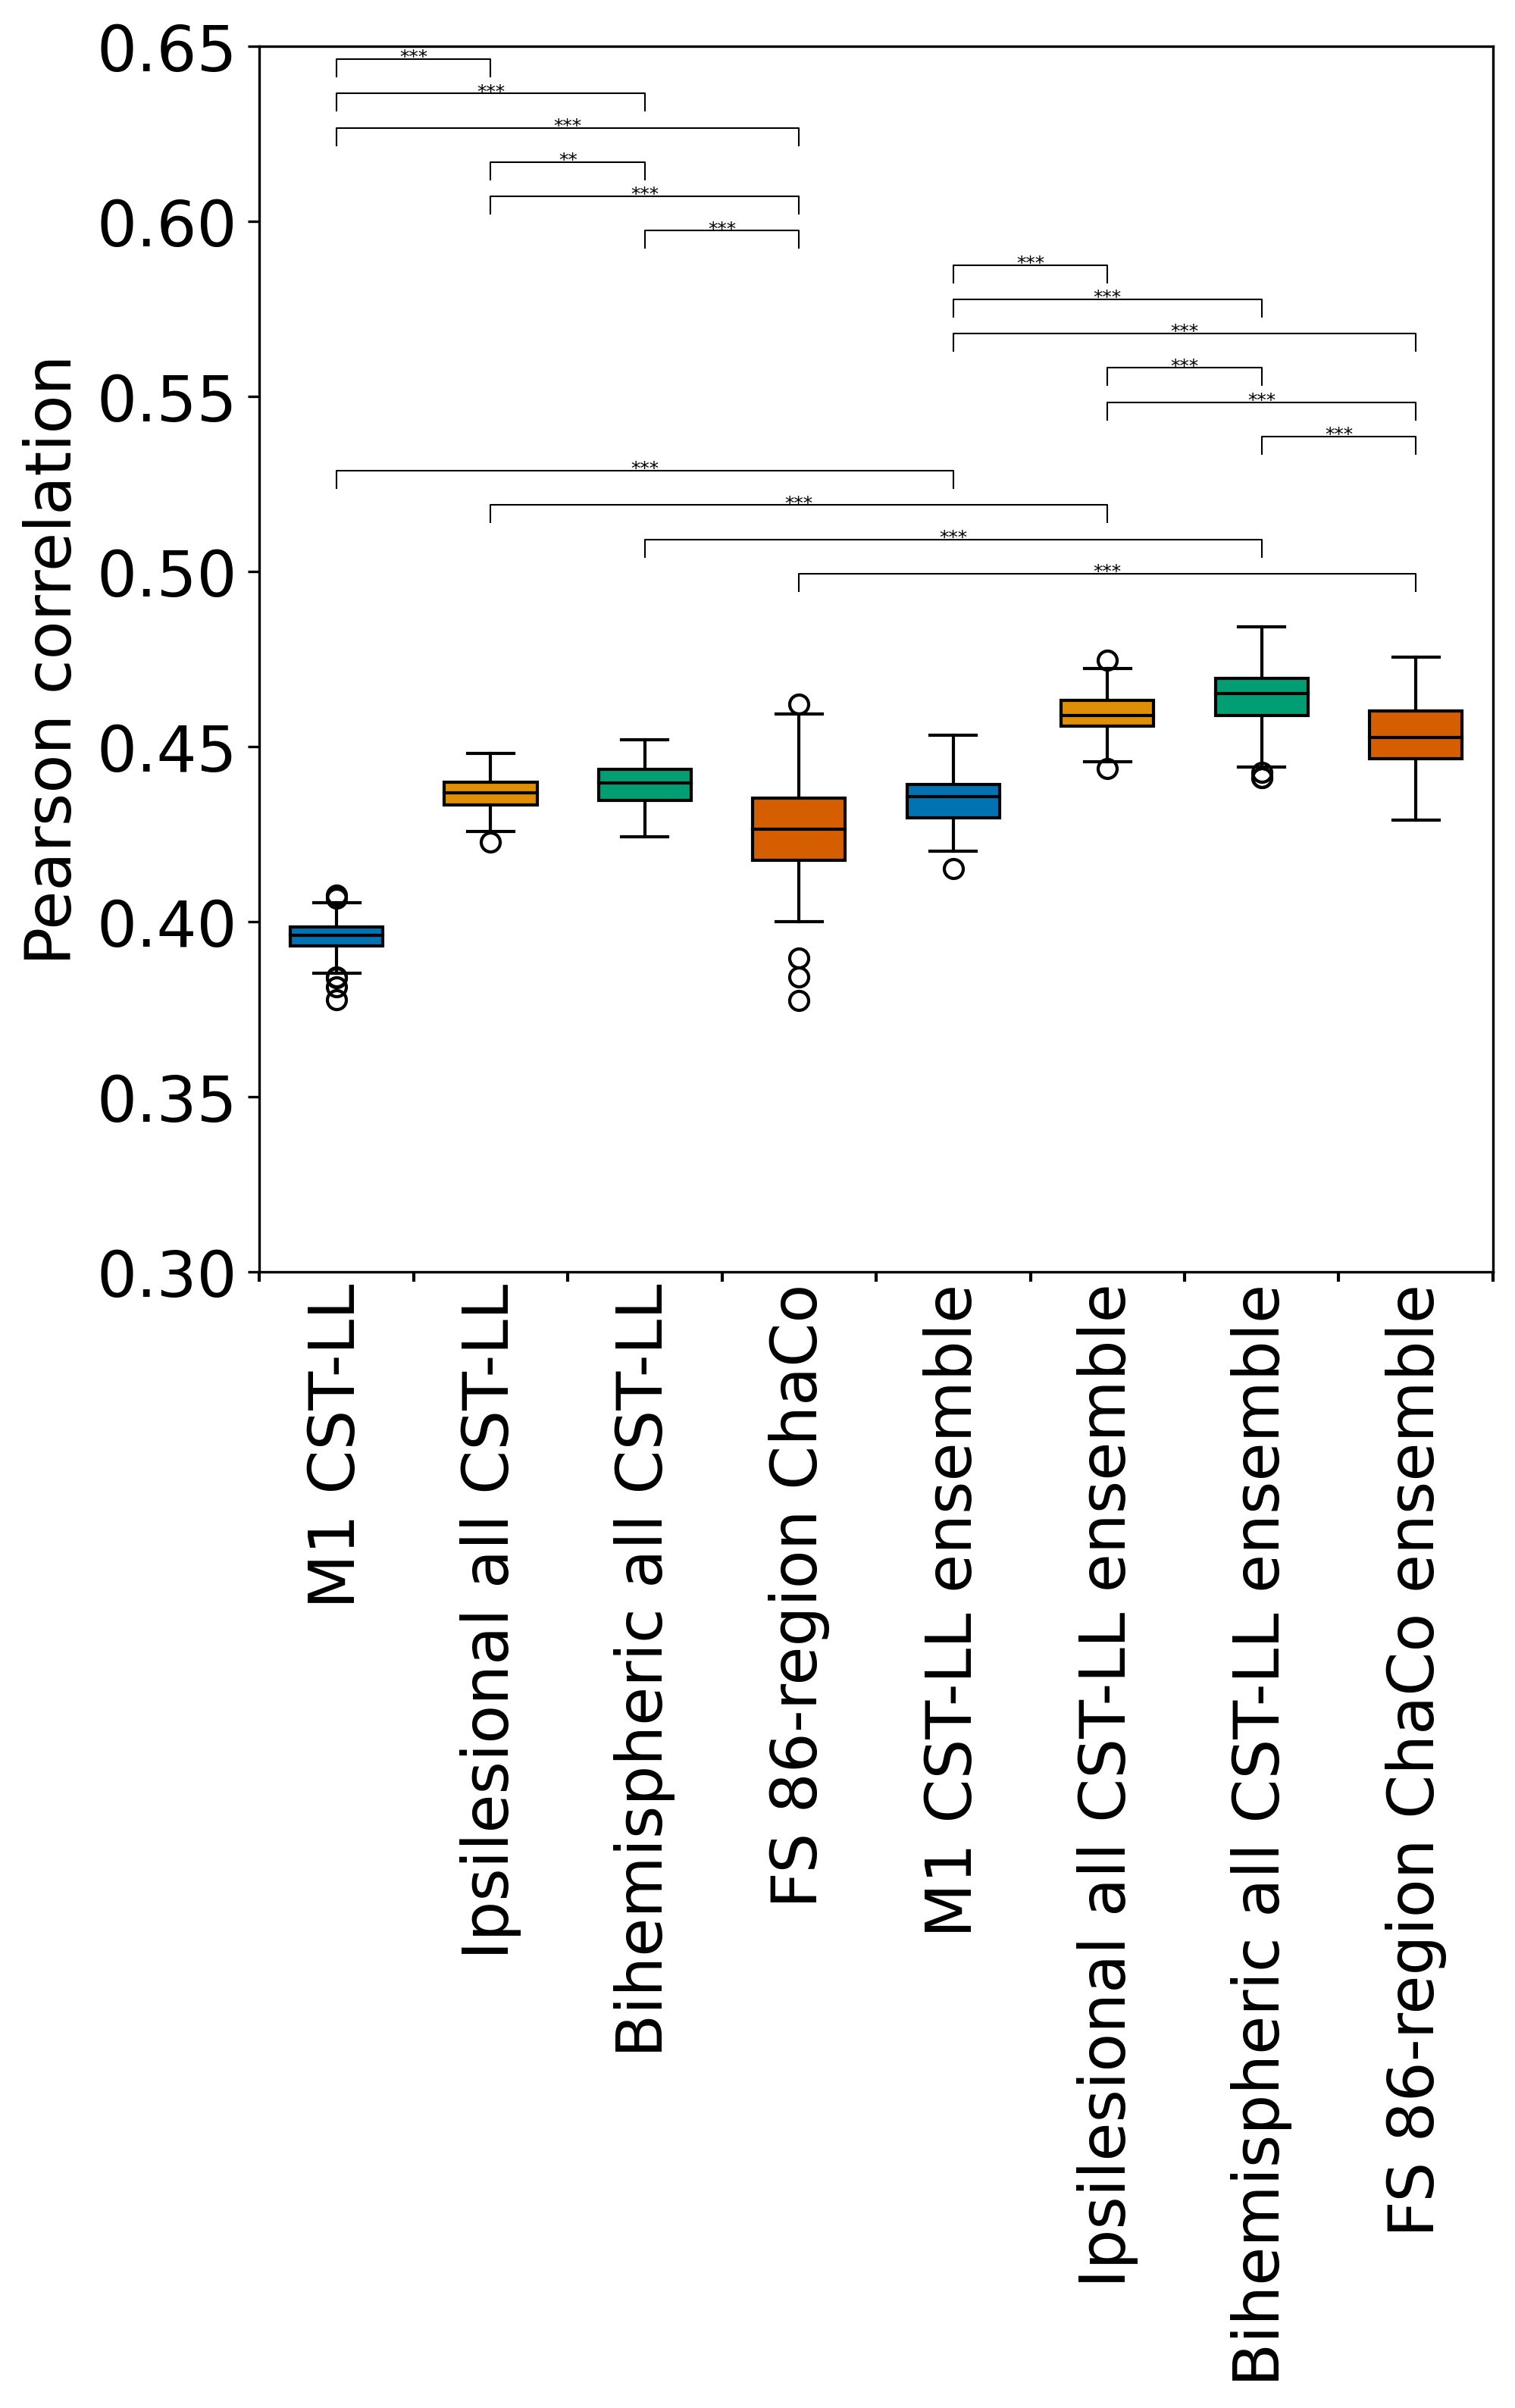 Pearson correlation
0.65
0.60
0.55
0.50
0.45
0.40
0.35
0.30
***
***
***
**
***
***
***
***
***
***
***
***
***
***
***
***
M1 CST-LL
Ipsilesional all CST-LL
Bihemispheric all CST-LL
FS 86-region ChaCo
M1 CST-LL ensemble
Ipsilesional all CST-LL ensemble
Bihemispheric all CST-LL ensemble
FS 86-region ChaCo ensemble